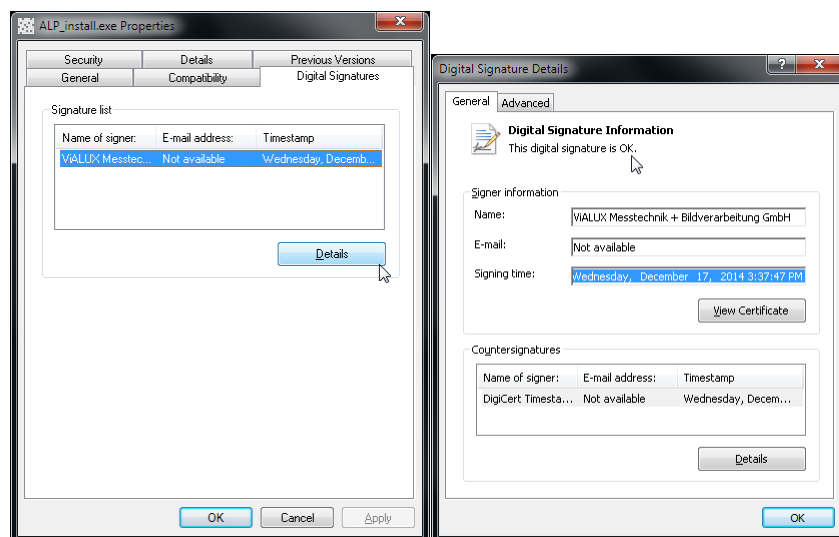 ALP_install.exe Properties
Security Details Previous Versions
General Compatibility Digital Signatures
Signature list
Name of signer: E-mail address: Timestamp
ViALUX Messtec... Not available Wednesday, Decemb...
Details
OK Cancel Apply
Digital Signature Details
General Advanced
Digital Signature Information
This digital signature is OK.
Signer information
Name: ViALUX Messtechnik + Bildverarbeitung GmbH
E-mail: Not available
Signing time: Wednesday, December 17, 2014 3:37:47 PM
View Certificate
Countersignatures
Name of signer: E-mail address: Timestamp
DigiCert Timesta... Not available Wednesday, Decem...
Details
OK